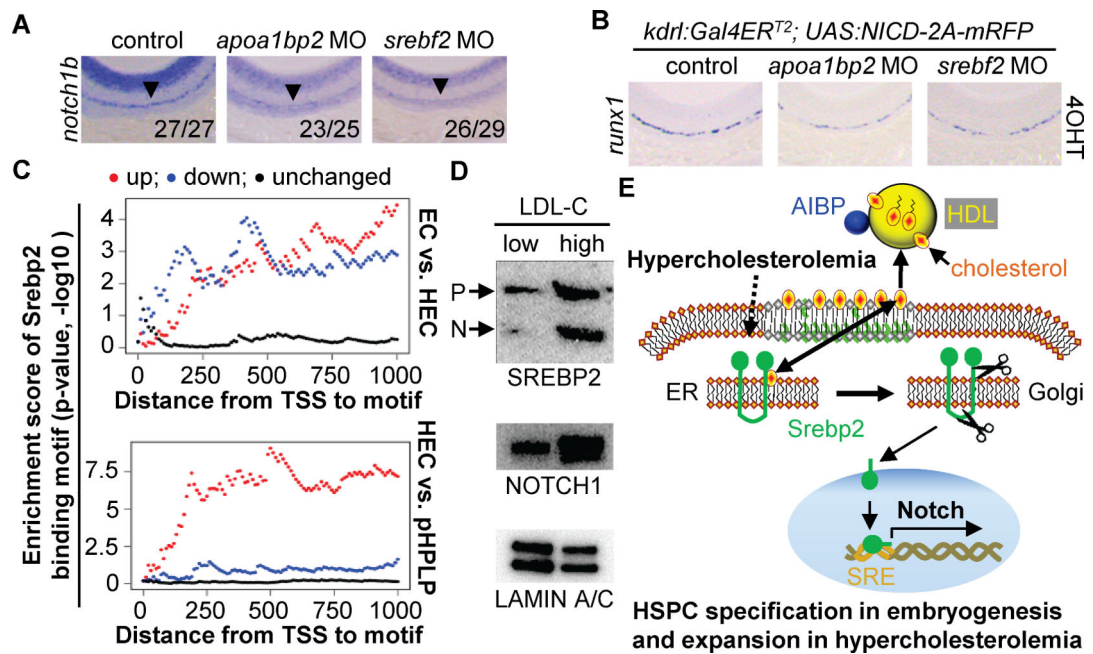 A
control
apoa1bp2 MO
srebf2 MO
notch1b
27/27
23/25
26/29
B
kdrl:Gal4ERT2; UAS:NICD-2A-mRFP
control
apoa1bp2 MO
srebf2 MO
runx1
4OHT
C
up; down; unchanged
Enrichment score of Srebp2
binding motif (p-value, -log10 )
4
3
2
1
0
0
250
500
750
1000
Distance from TSS to motif
EC vs. HEC
7.5
5
2.5
0
0
250
500
750
1000
Distance from TSS to motif
HEC vs. pHPLP
D
LDL-C
low high
P
N
SREBP2
NOTCH1
LAMIN A/C
E
AIBP
HDL
cholesterol
Hypercholesterolemia
ER
Golgi
Srebp2
Notch
SRE
HSPC specification in embryogenesis
and expansion in hypercholesterolemia